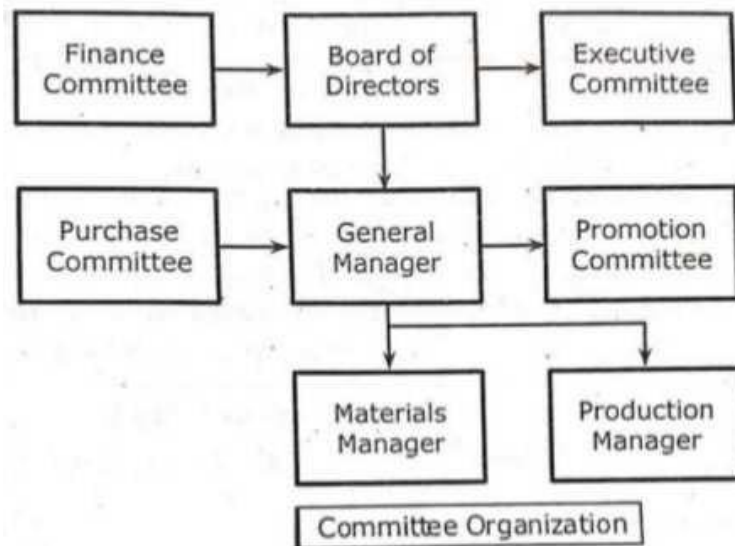 Finance
Committee
Board of
Directors
Executive
Committee
Purchase
Committee
General
Manager
Promotion
Committee
Materials
Manager
Production
Manager
Committee Organization